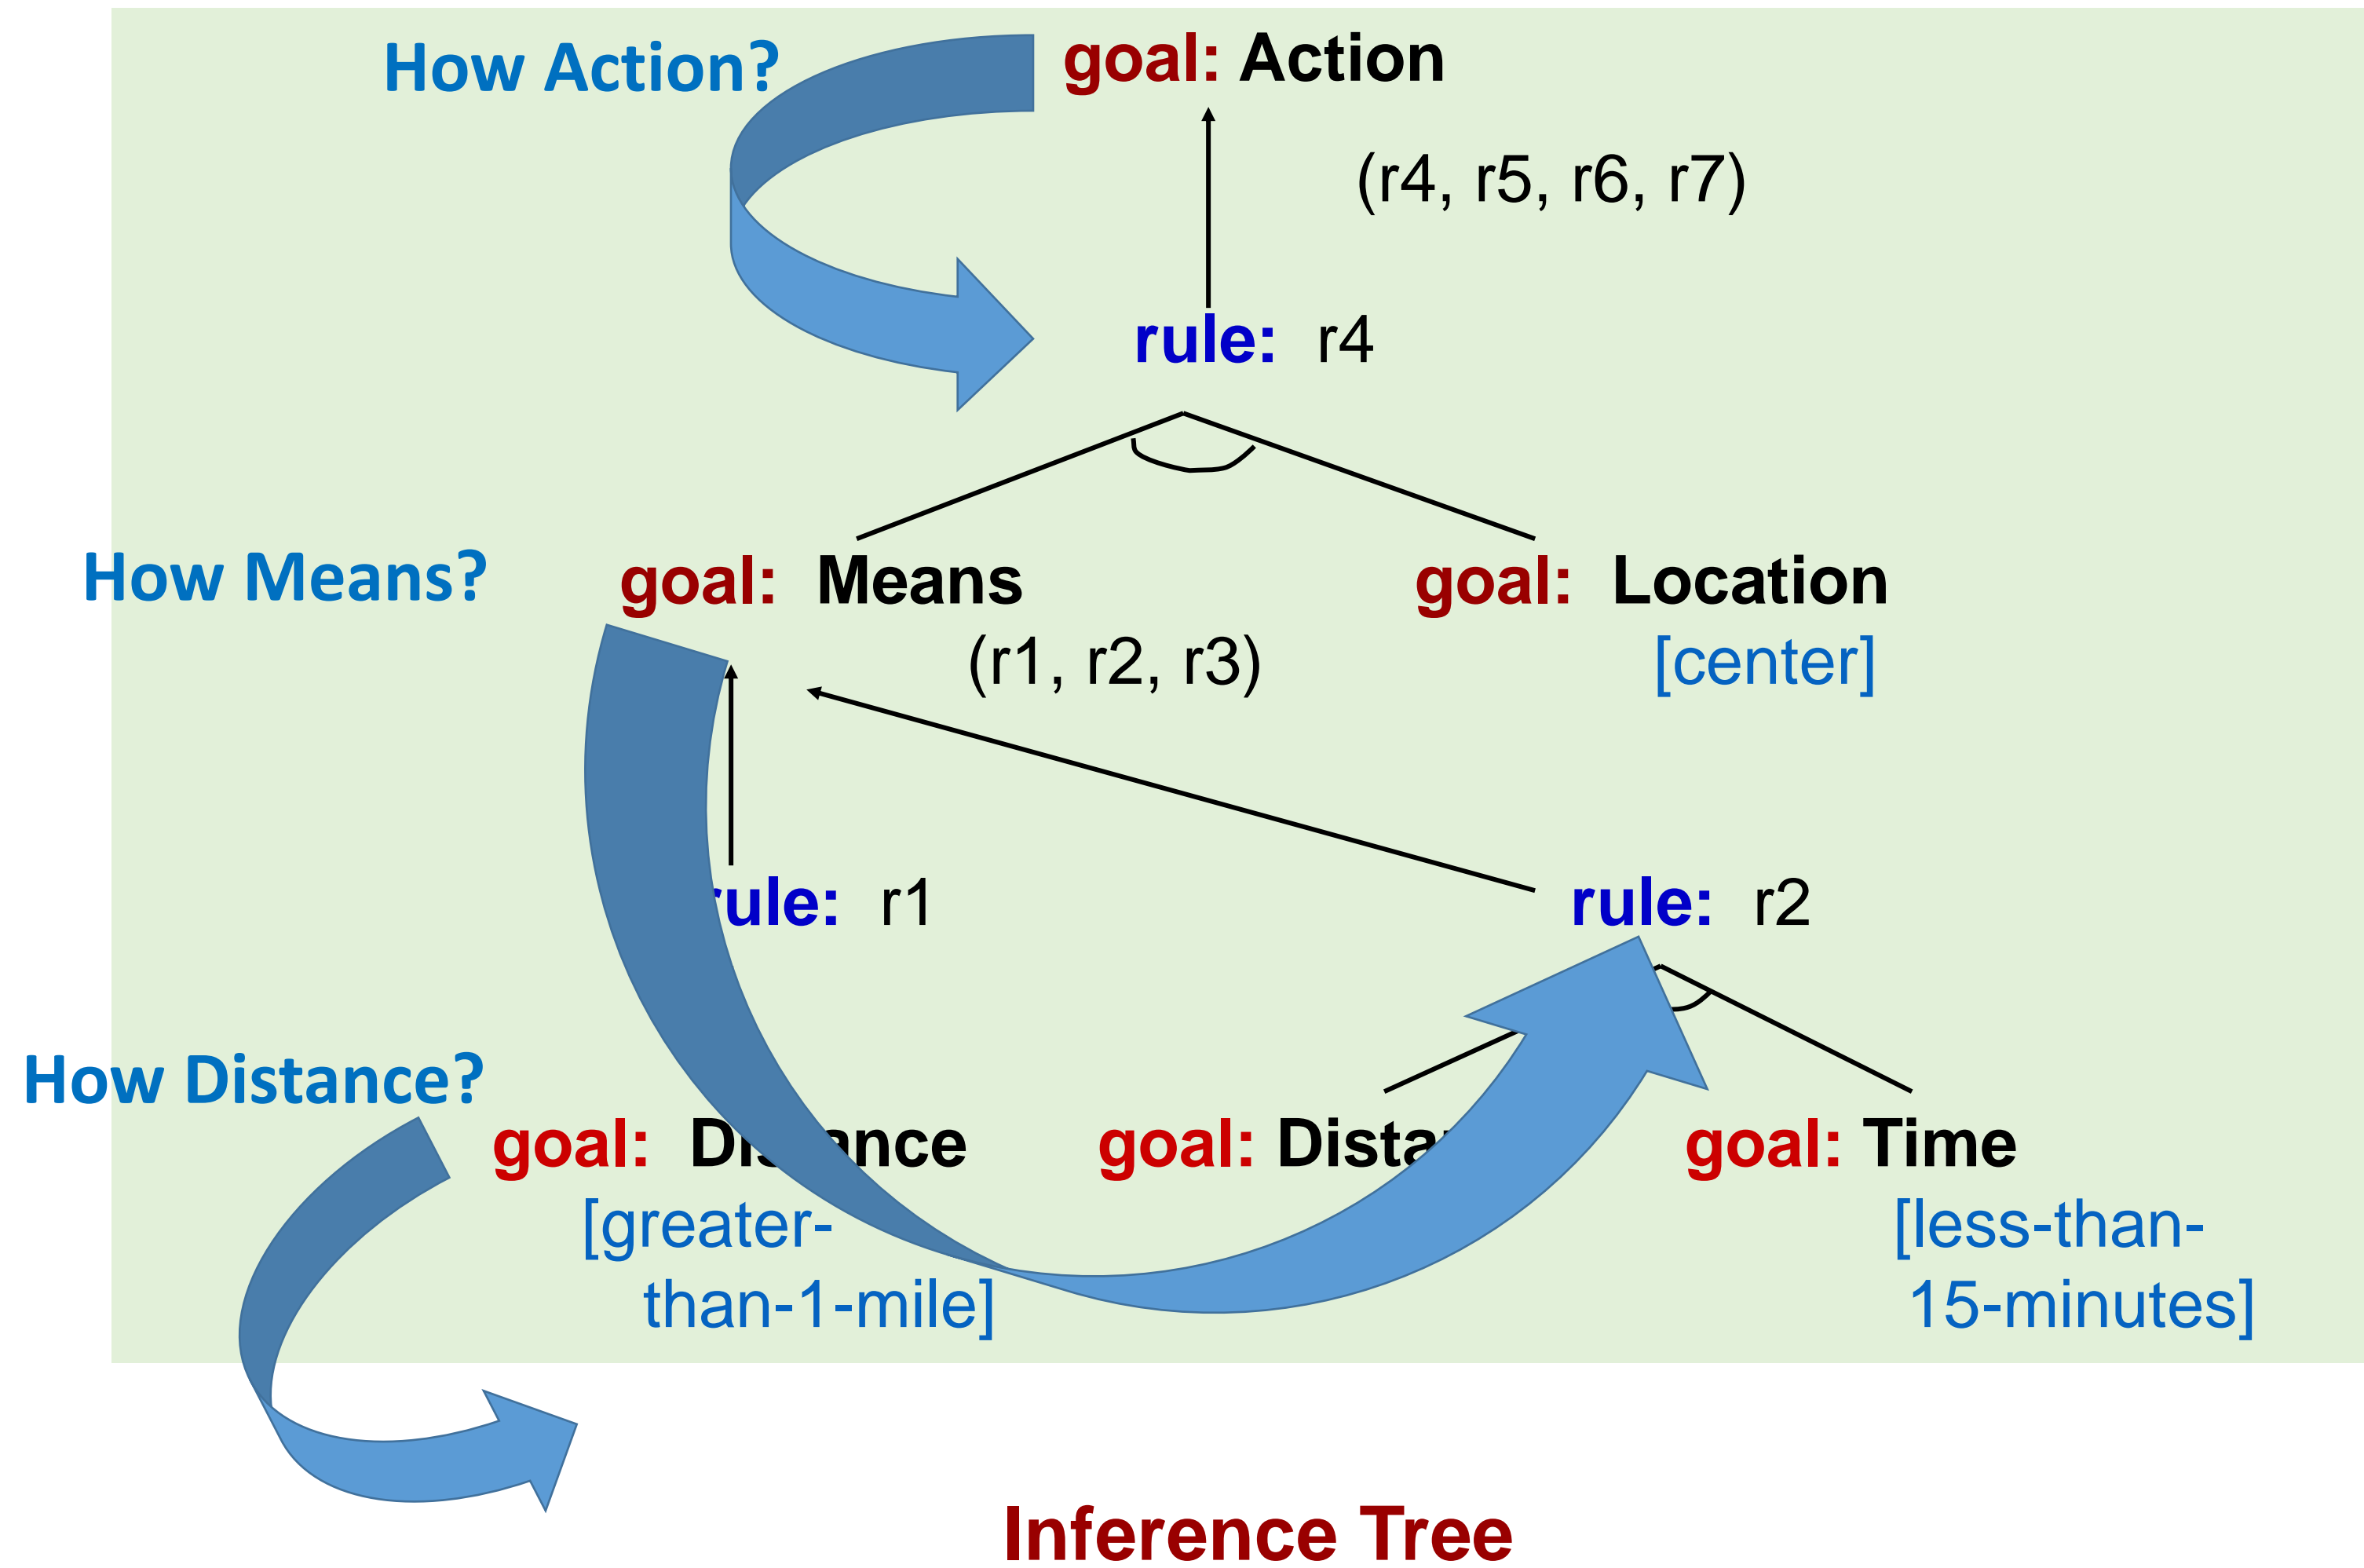 How Action?
goal: Action
(r4, r5, r6, r7)
rule: r4
How Means?
goal: Means
goal: Location
(r1, r2, r3)
[center]
rule: r1
rule: r2
How Distance?
goal: Distance
goal:
goal: Time
[greater-
than-1-mile]
[less-than-
15-minutes]
Inference Tree